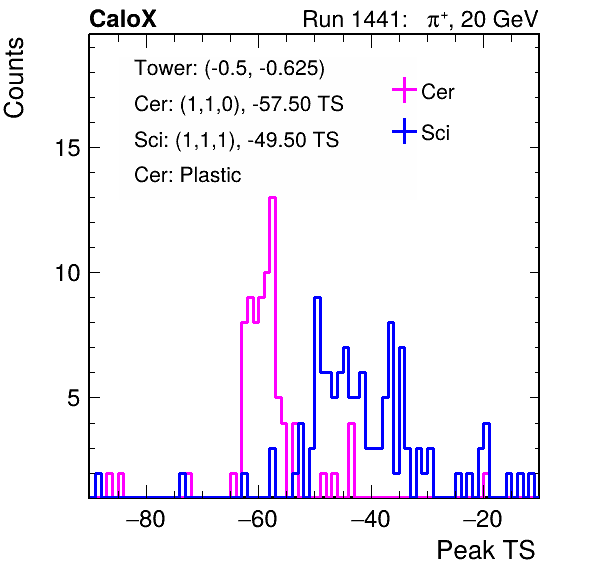 CaloX Run 1441: π⁺, 20 GeV
Counts
Tower: (-0.5, -0.625)
Cer: (1,1,0), -57.50 TS
Sci: (1,1,1), -49.50 TS
Cer: Plastic
Cer
Sci
15
10
5
−80 −60 −40 −20
Peak TS